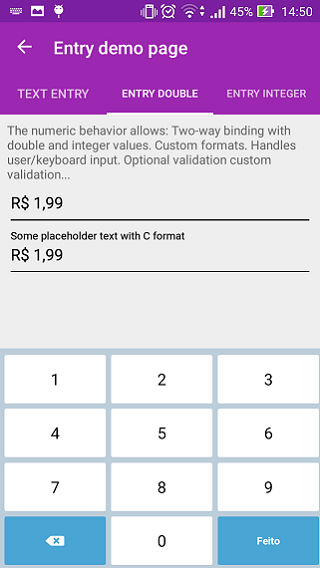 45% 14:50
Entry demo page
TEXT ENTRY ENTRY DOUBLE ENTRY INTEGER
The numeric behavior allows: Two-way binding with
double and integer values. Custom formats. Handles
user/keyboard input. Optional validation custom
validation...
R$ 1,99
Some placeholder text with C format
R$ 1,99
1 2 3
4 5 6
7 8 9
0 Feito